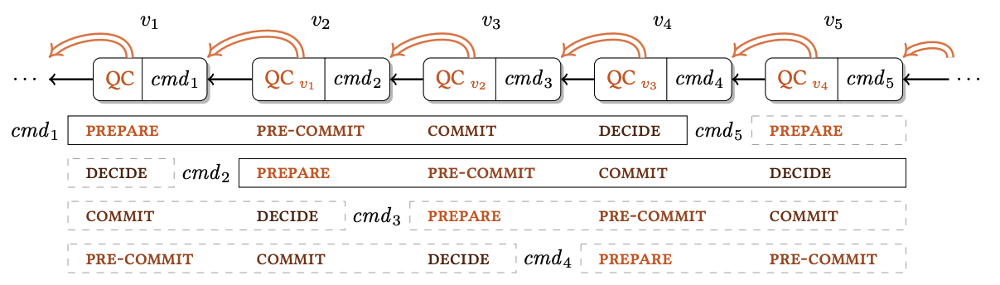 v₁ v₂ v₃ v₄ v₅
··· QC cmd₁ QC v₁ cmd₂ QC v₂ cmd₃ QC v₃ cmd₄ QC v₄ cmd₅ ···
cmd₁ PREPARE PRE-COMMIT COMMIT DECIDE cmd₅ PREPARE
DECIDE cmd₂ PREPARE PRE-COMMIT COMMIT DECIDE
COMMIT DECIDE cmd₃ PREPARE PRE-COMMIT COMMIT
PRE-COMMIT COMMIT DECIDE cmd₄ PREPARE PRE-COMMIT